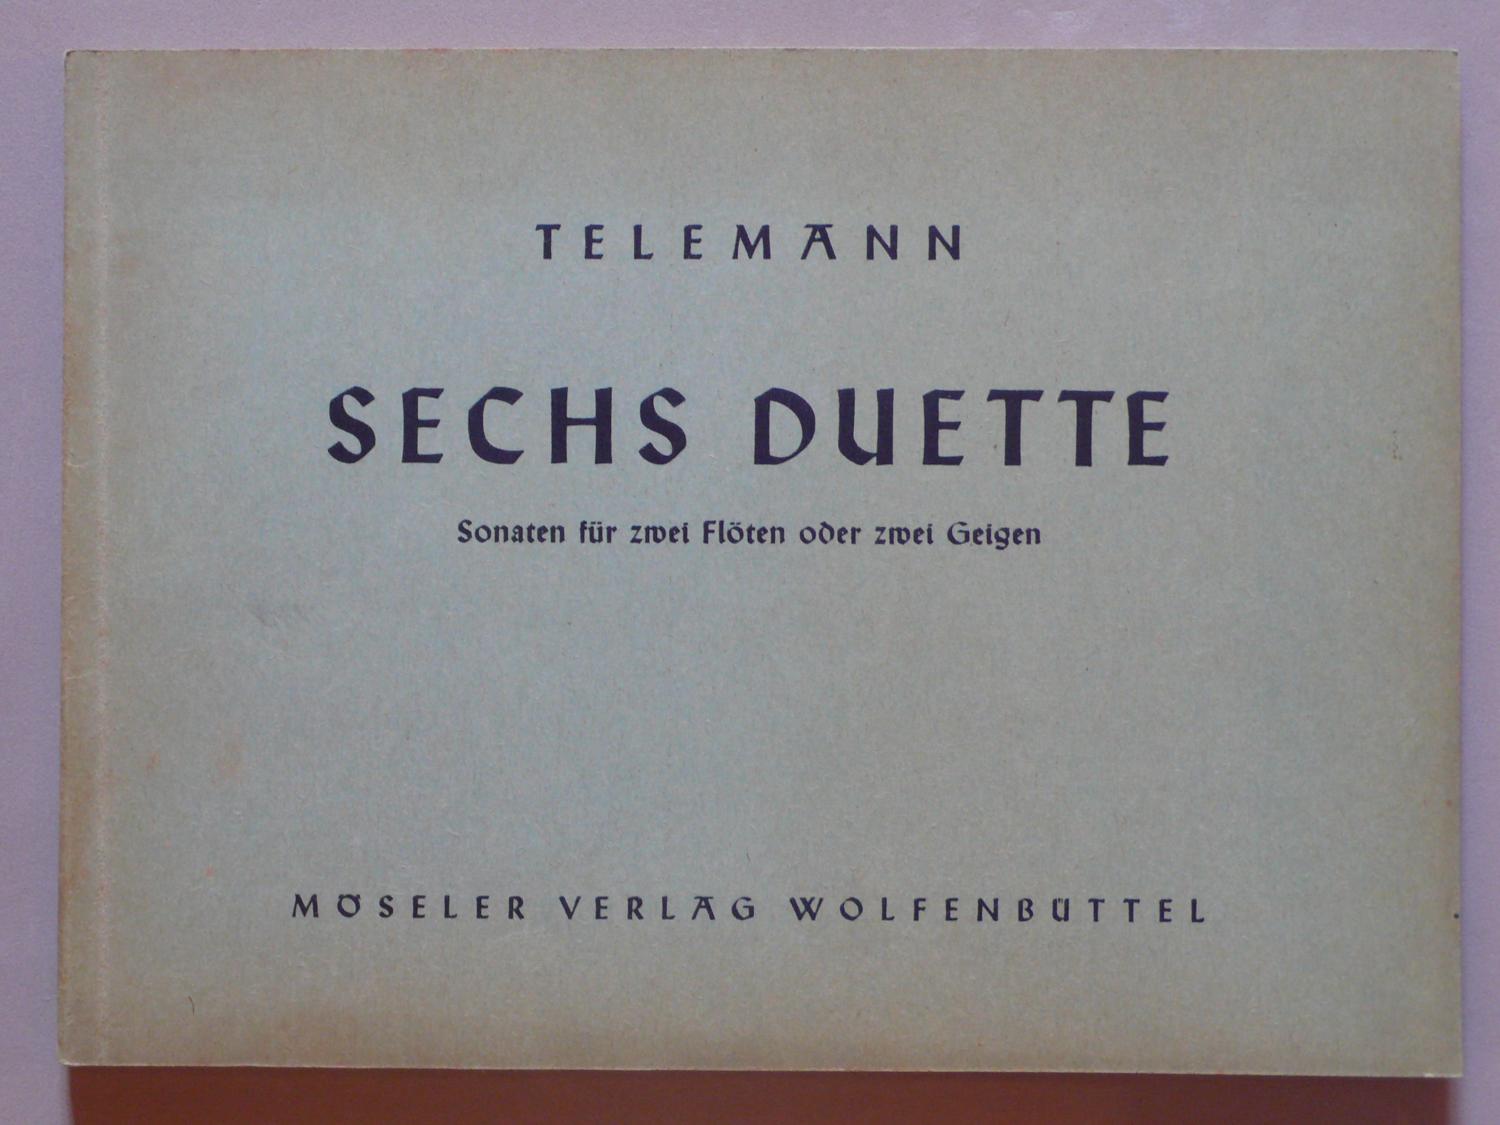 TELEMANN
SECHS DUETTE
Sonaten für zwei Flöten oder zwei Geigen
MÖSELER VERLAG WOLFENBÜTTEL